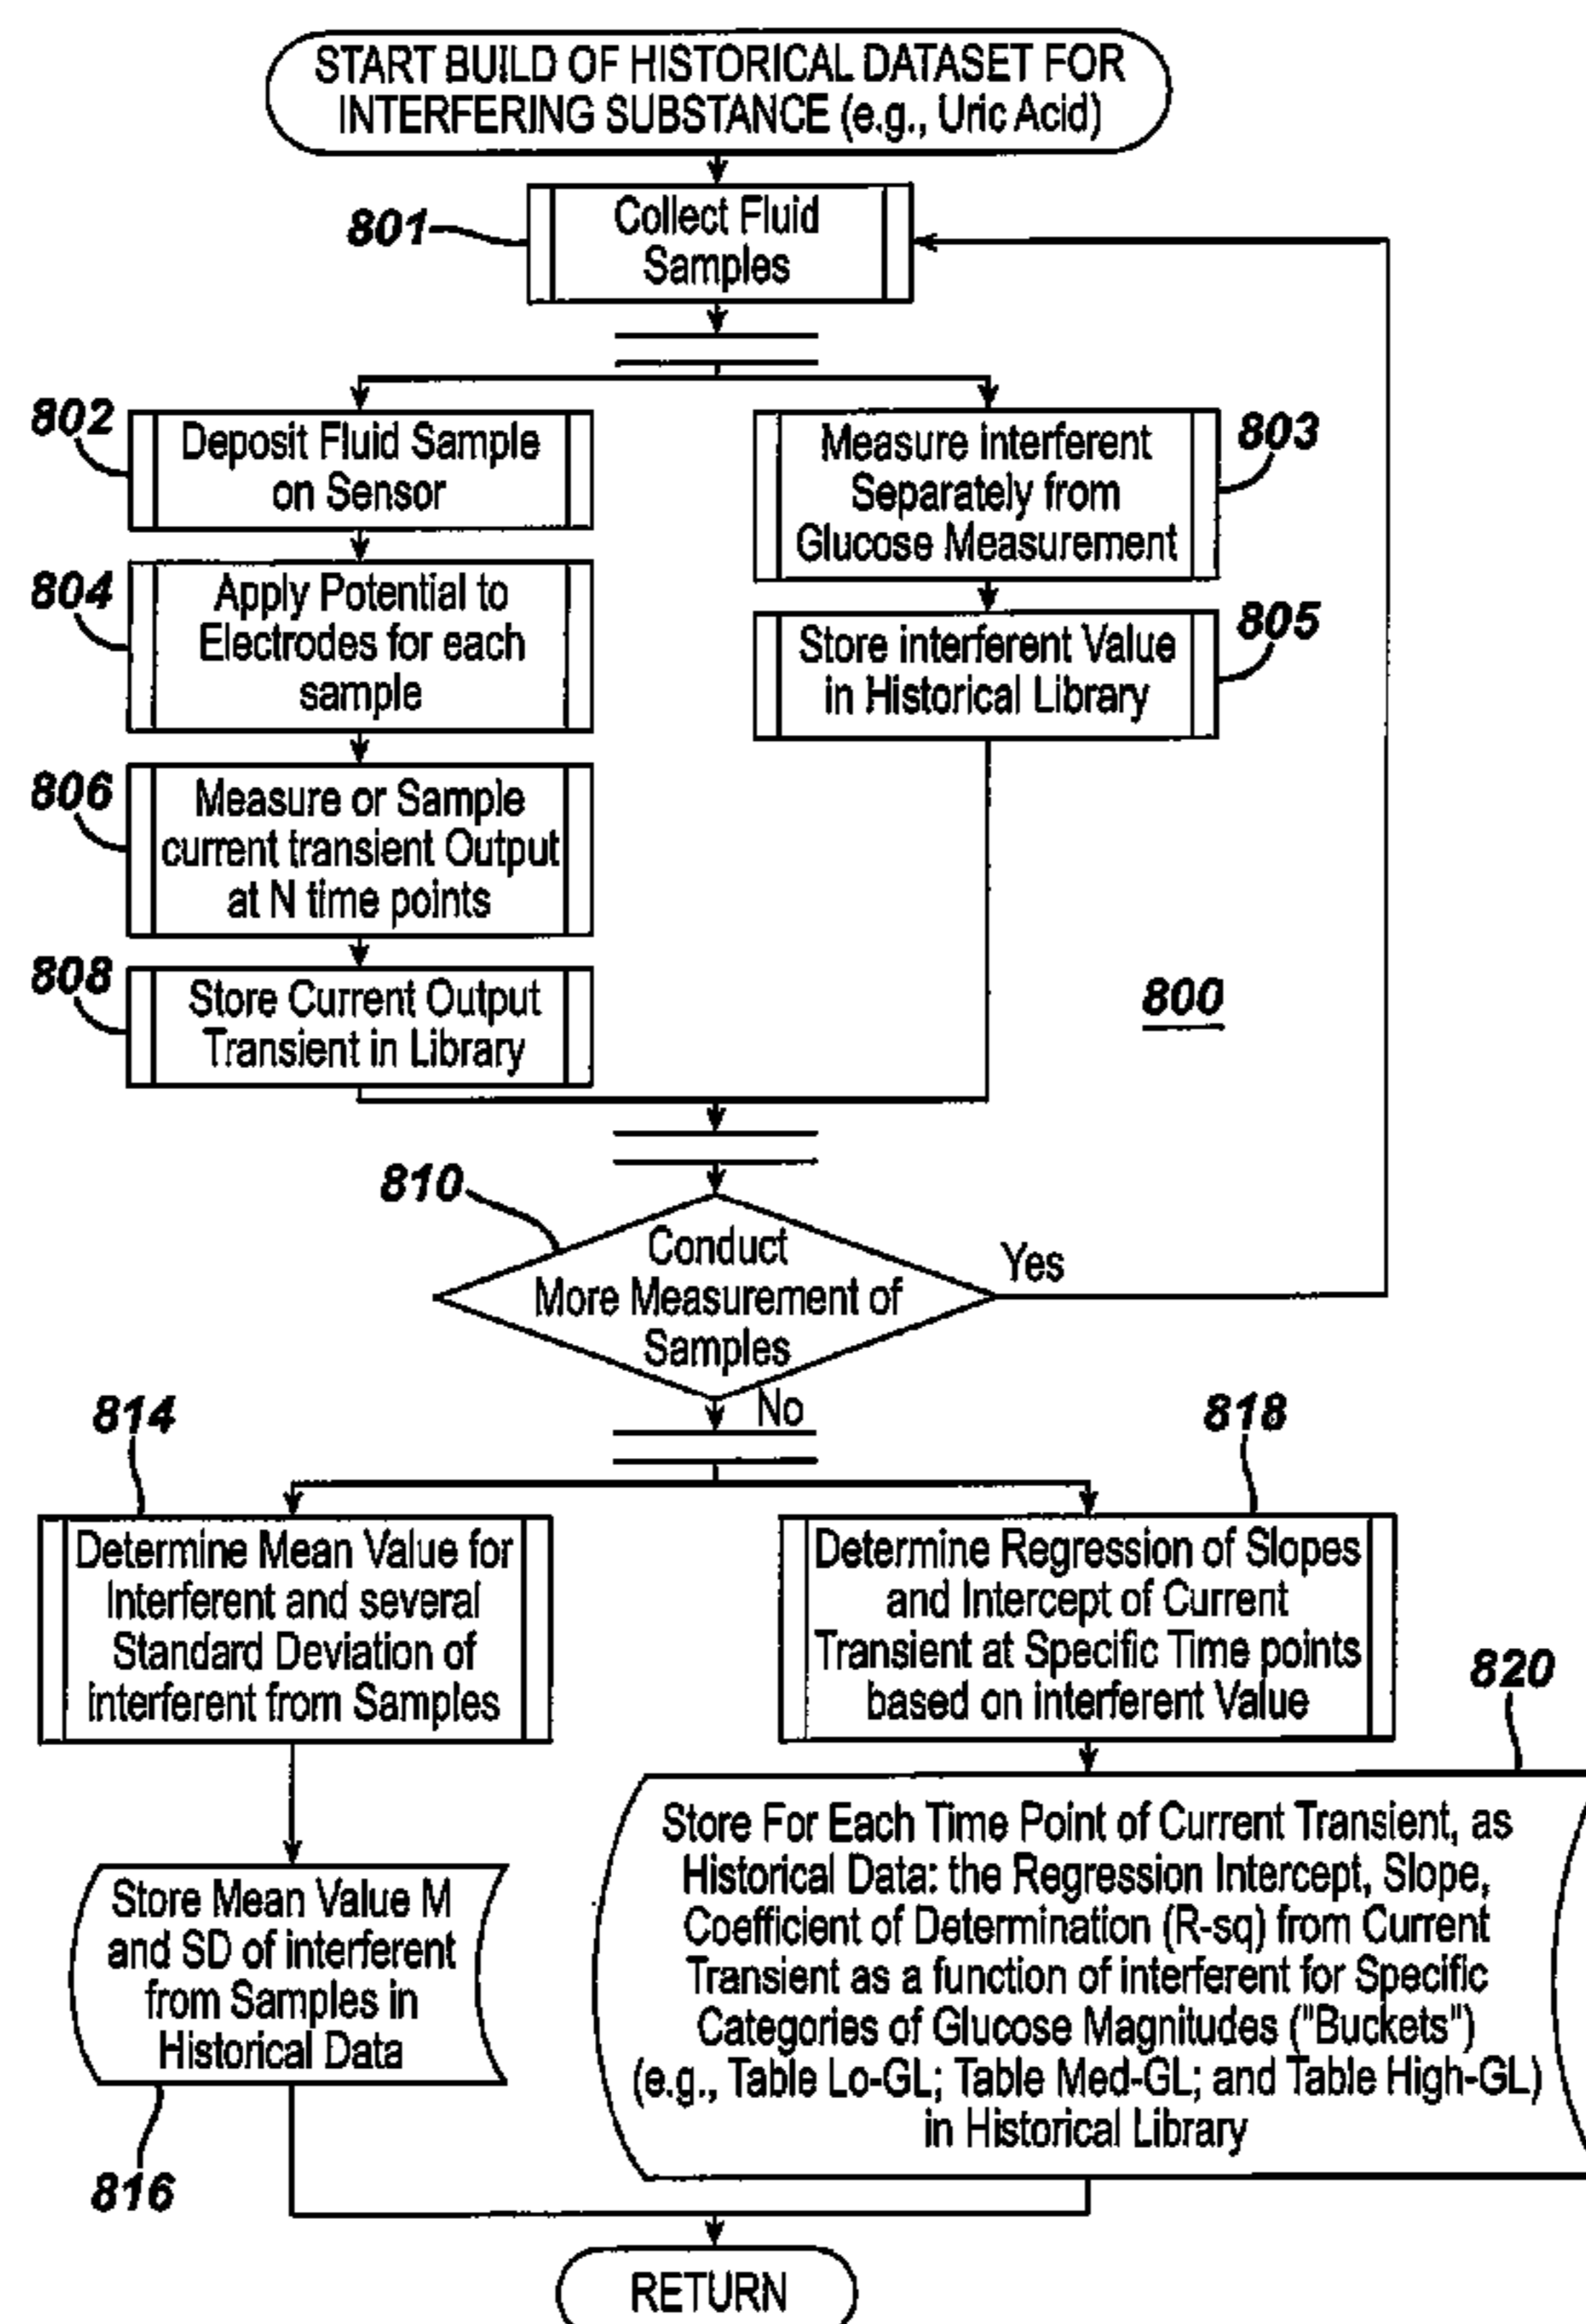 START BUILD OF HISTORICAL DATASET FOR
INTERFERING SUBSTANCE (e.g., Uric Acid)
801
Collect Fluid
Samples
802
Deposit Fluid Sample
on Sensor
803
Measure interferent
Separately from
Glucose Measurement
804
Apply Potential to
Electrodes for each
sample
805
Store interferent Value
in Historical Library
806
Measure or Sample
current transient Output
at N time points
808
Store Current Output
Transient in Library
800
810
Conduct
More Measurement of
Samples
Yes
No
814
Determine Mean Value for
Interferent and several
Standard Deviation of
interferent from Samples
818
Determine Regression of Slopes
and Intercept of Current
Transient at Specific Time points
based on interferent Value
816
Store Mean Value M
and SD of interferent
from Samples in
Historical Data
820
Store For Each Time Point of Current Transient, as
Historical Data: the Regression Intercept, Slope,
Coefficient of Determination (R-sq) from Current
Transient as a function of interferent for Specific
Categories of Glucose Magnitudes ("Buckets")
(e.g., Table Lo-GL; Table Med-GL; and Table High-GL)
in Historical Library
RETURN